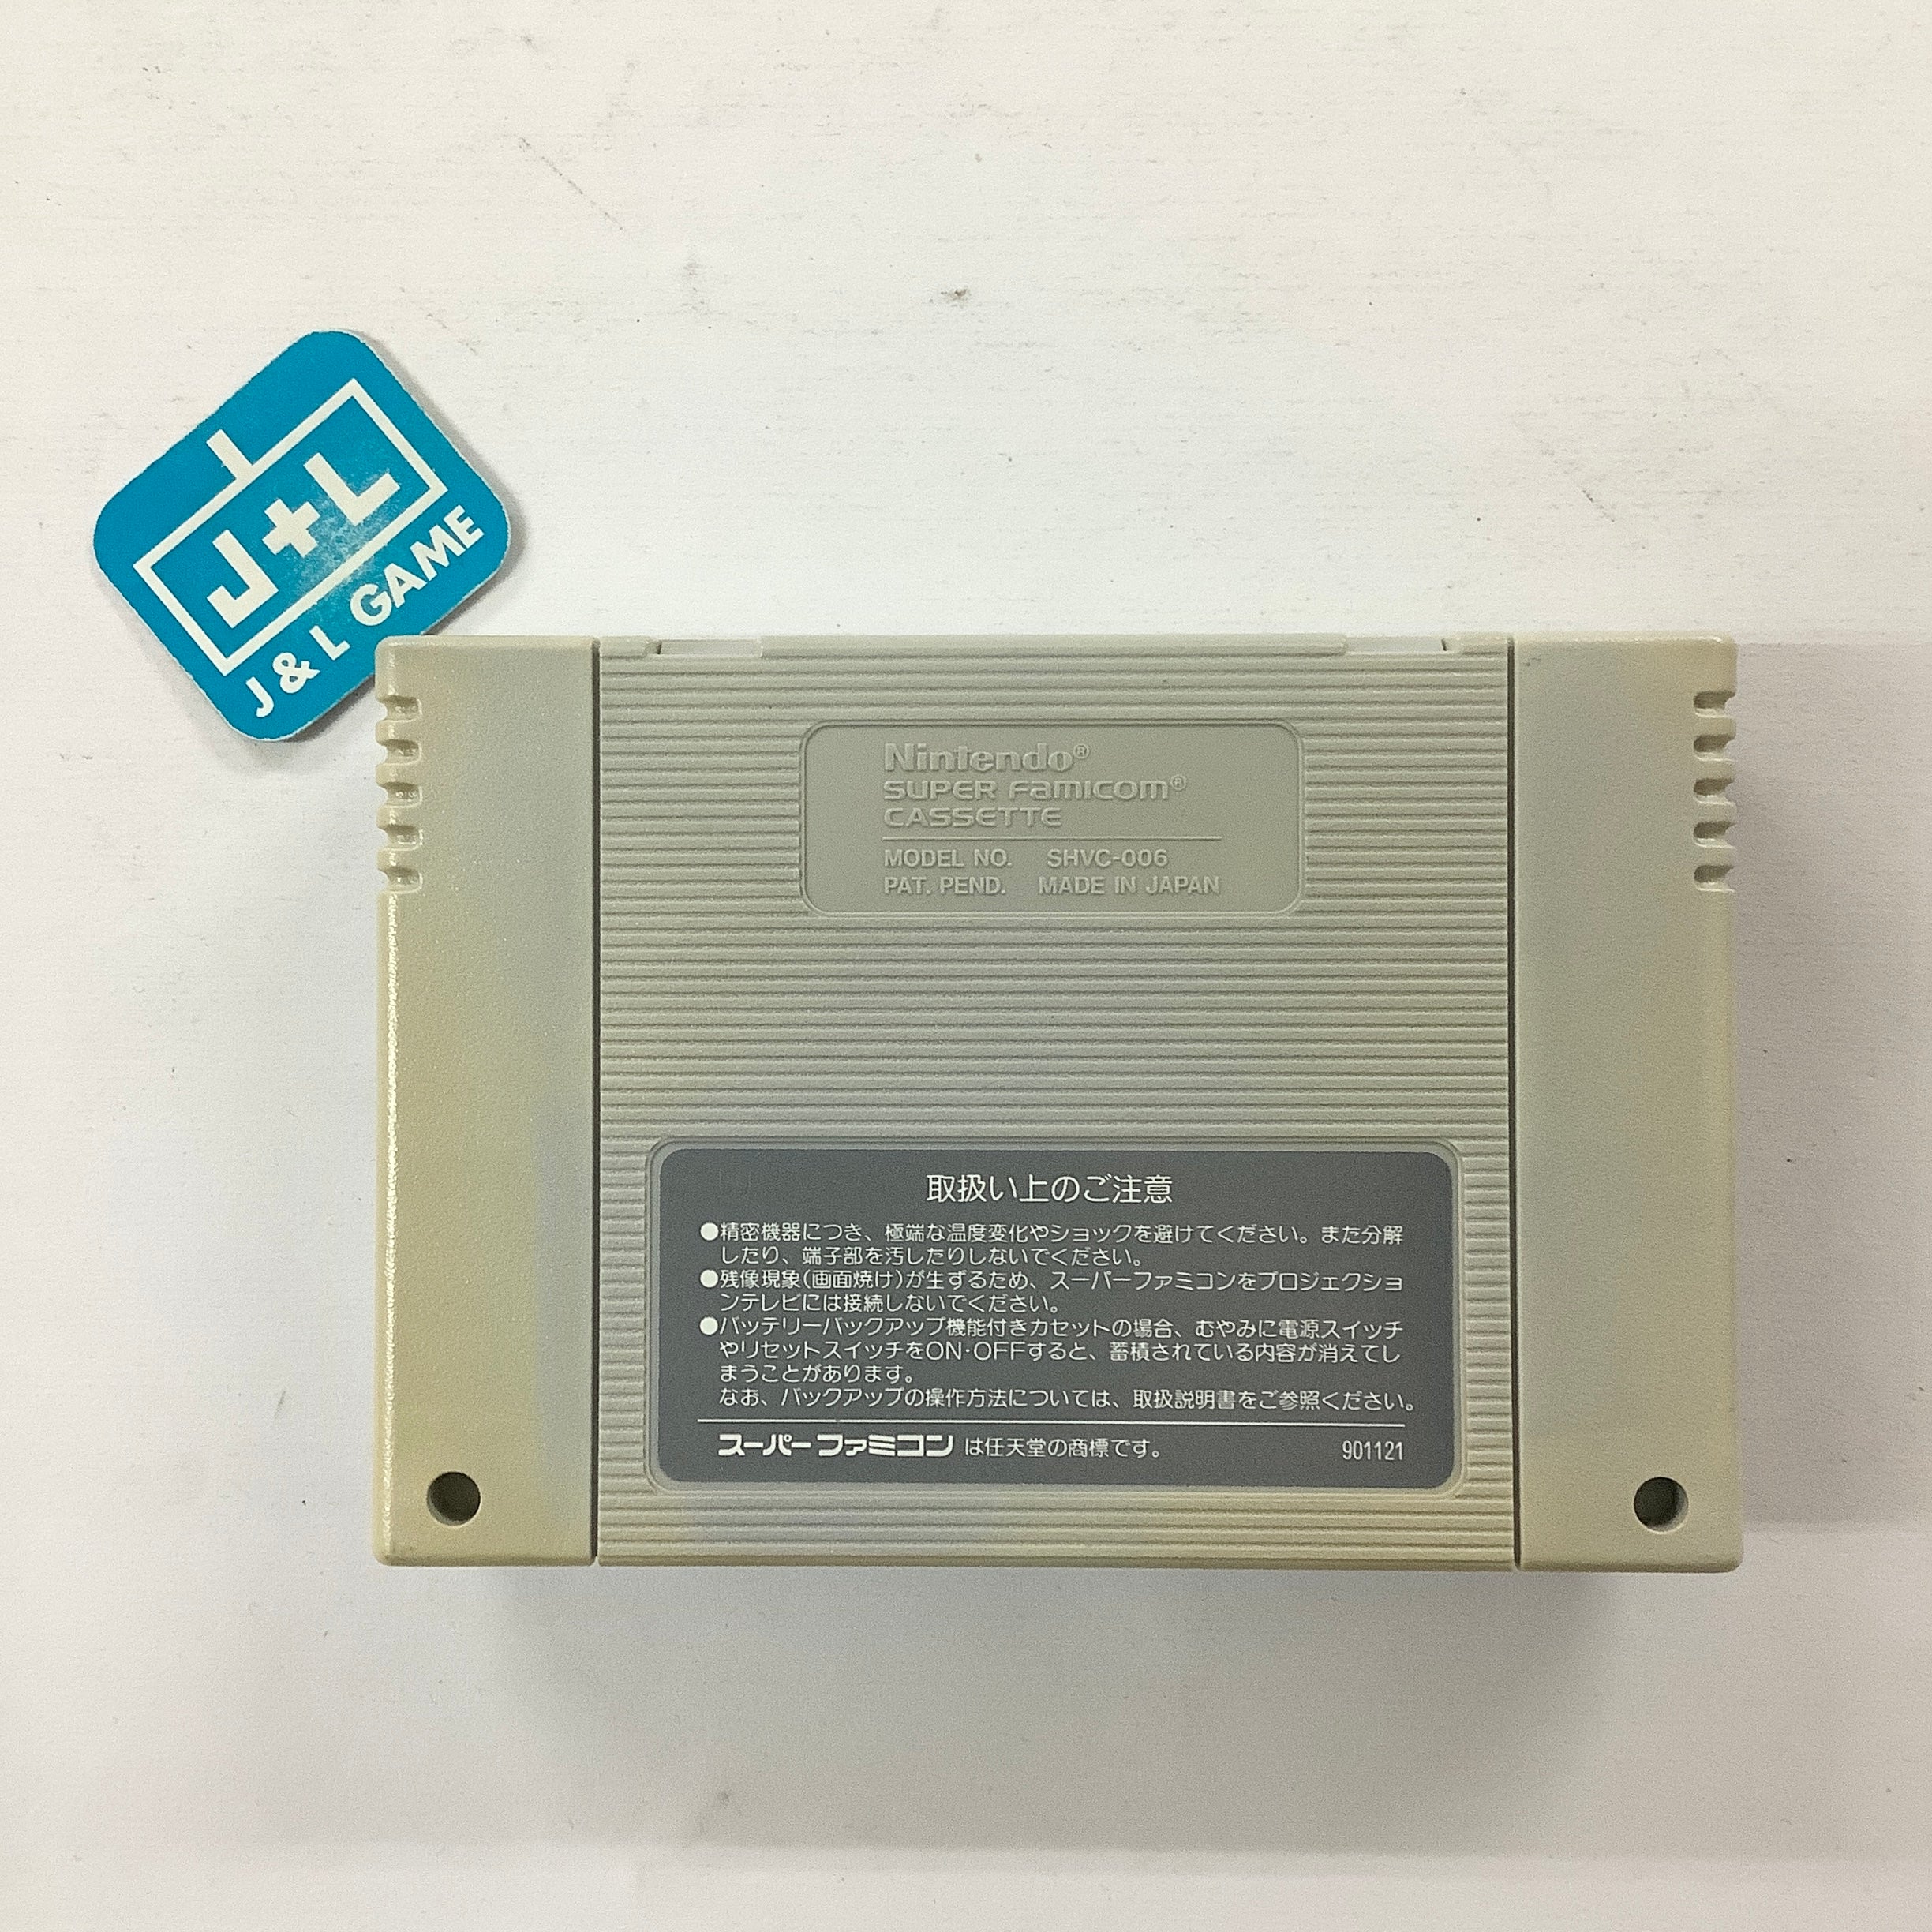 J+L
J & L GAME
Nintendo®
SUPER FAMICOM®
CASSETTE
MODEL NO. SHVC-006
PAT. PEND. MADE IN JAPAN
取扱い上のご注意
●精密機器につき、極端な温度変化やショックを避けてください。また分解
したり、端子部を汚したりしないでください。
●残像現象(画面焼け)が生ずるため、スーパーファミコンをプロジェクショ
ンテレビには接続しないでください。
●バッテリーバックアップ機能付きカセットの場合、むやみに電源スイッチ
やリセットスイッチをON·OFFすると、蓄積されている内容が消えてし
まうことがあります。
なお、バックアップの操作方法については、取扱説明書をご参照ください。
スーパーファミコン は任天堂の商標です。 901121